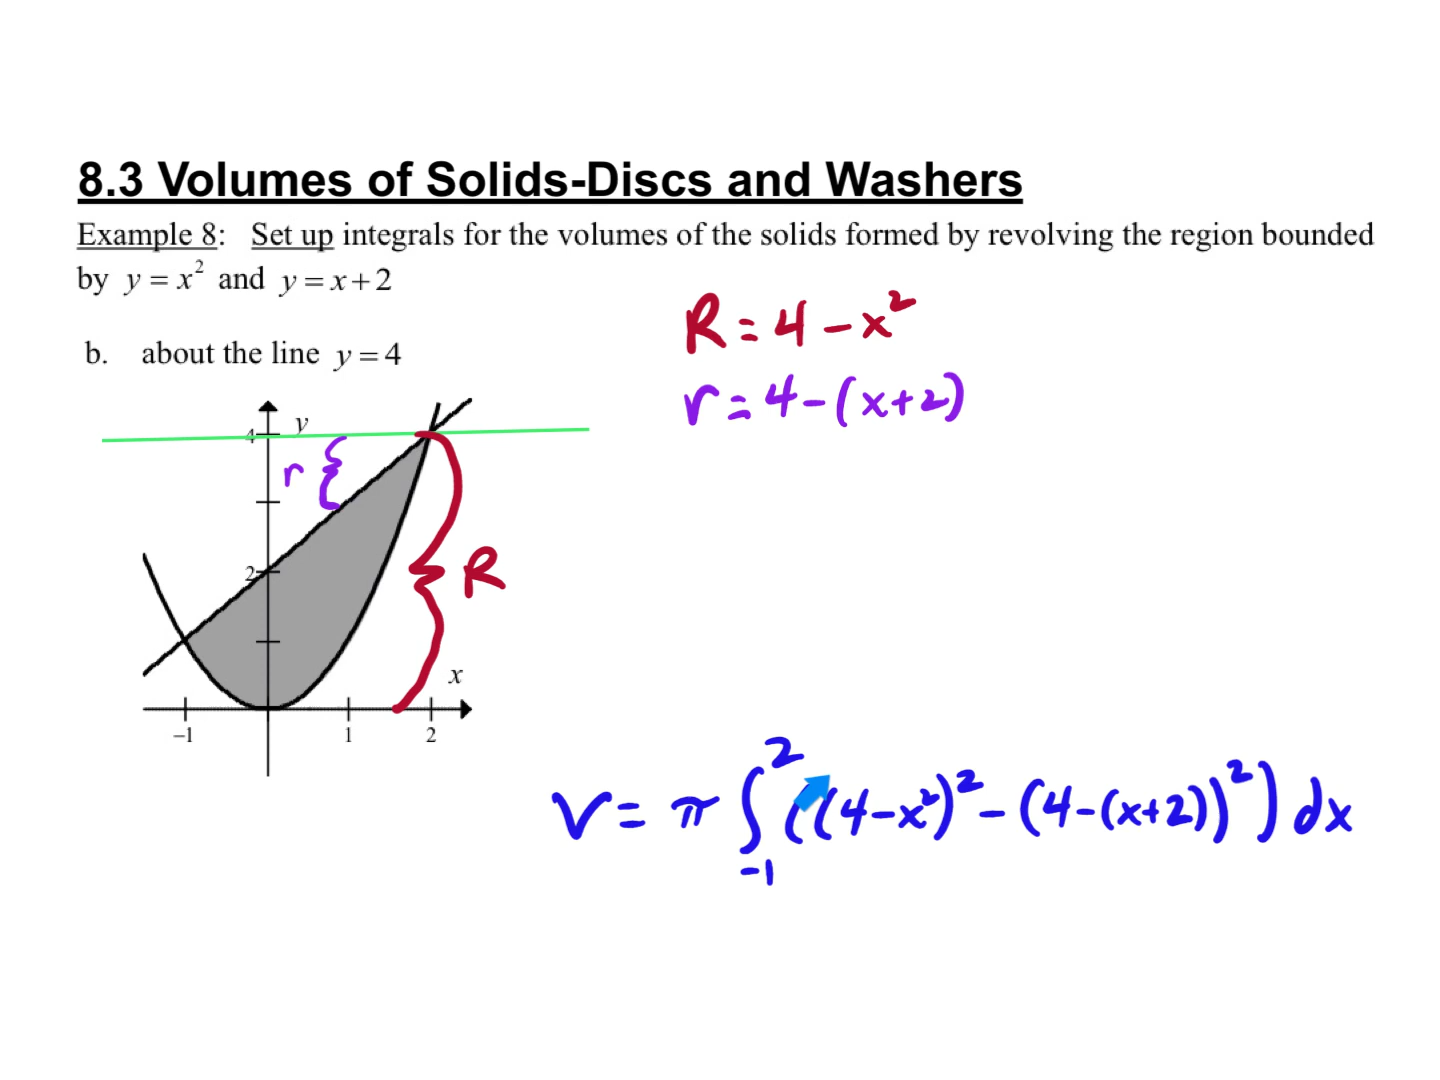 8.3 Volumes of Solids-Discs and Washers
Example 8: Set up integrals for the volumes of the solids formed by revolving the region bounded
by y = x² and y = x + 2
R = 4 - x²
b. about the line y = 4
r = 4 - (x+2)
y
4
r
2
R
x
-1 1 2
V = π ∫₋₁² ((4-x²)² - (4-(x+2))²) dx